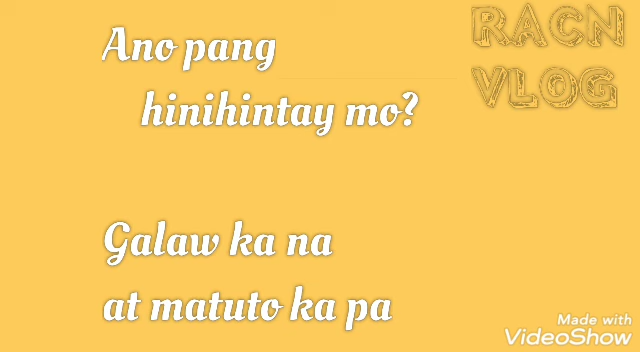 Ano pang
hinihintay mo?
Galaw ka na
at matuto ka pa
RACN
VLOG
Made with
VideoShow